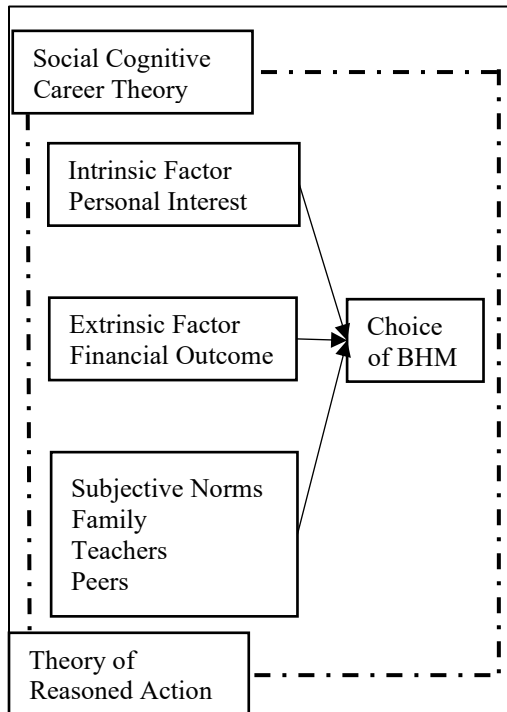 Social Cognitive
Career Theory
Intrinsic Factor
Personal Interest
Extrinsic Factor
Financial Outcome
Choice
of BHM
Subjective Norms
Family
Teachers
Peers
Theory of
Reasoned Action